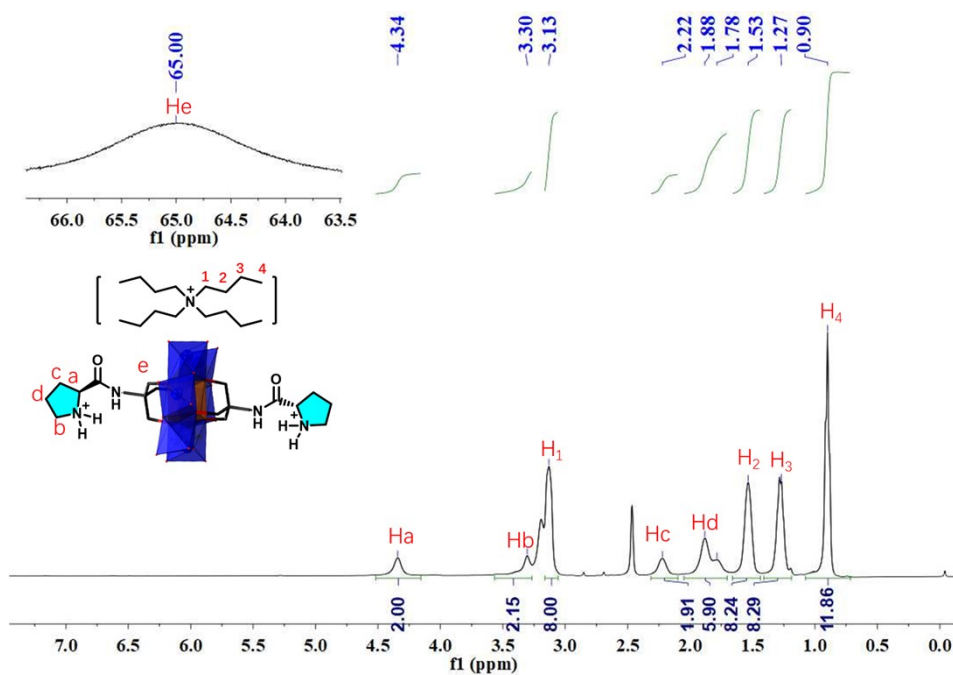 65.00
He
66.0 65.5 65.0 64.5 64.0 63.5
f1 (ppm)
4.34 3.30 3.13 2.22 1.88 1.78 1.53 1.27 0.90
1 2 3 4
N
+
O
c a e
d N H
+
H H
b
O
N H
N
+
H H
H₄
H₁
H₂ H₃
Ha Hb Hc Hd
2.00 2.15 8.00 1.91 5.90 8.24 8.29 11.86
7.0 6.5 6.0 5.5 5.0 4.5 4.0 3.5 3.0 2.5 2.0 1.5 1.0 0.5 0.0
f1 (ppm)